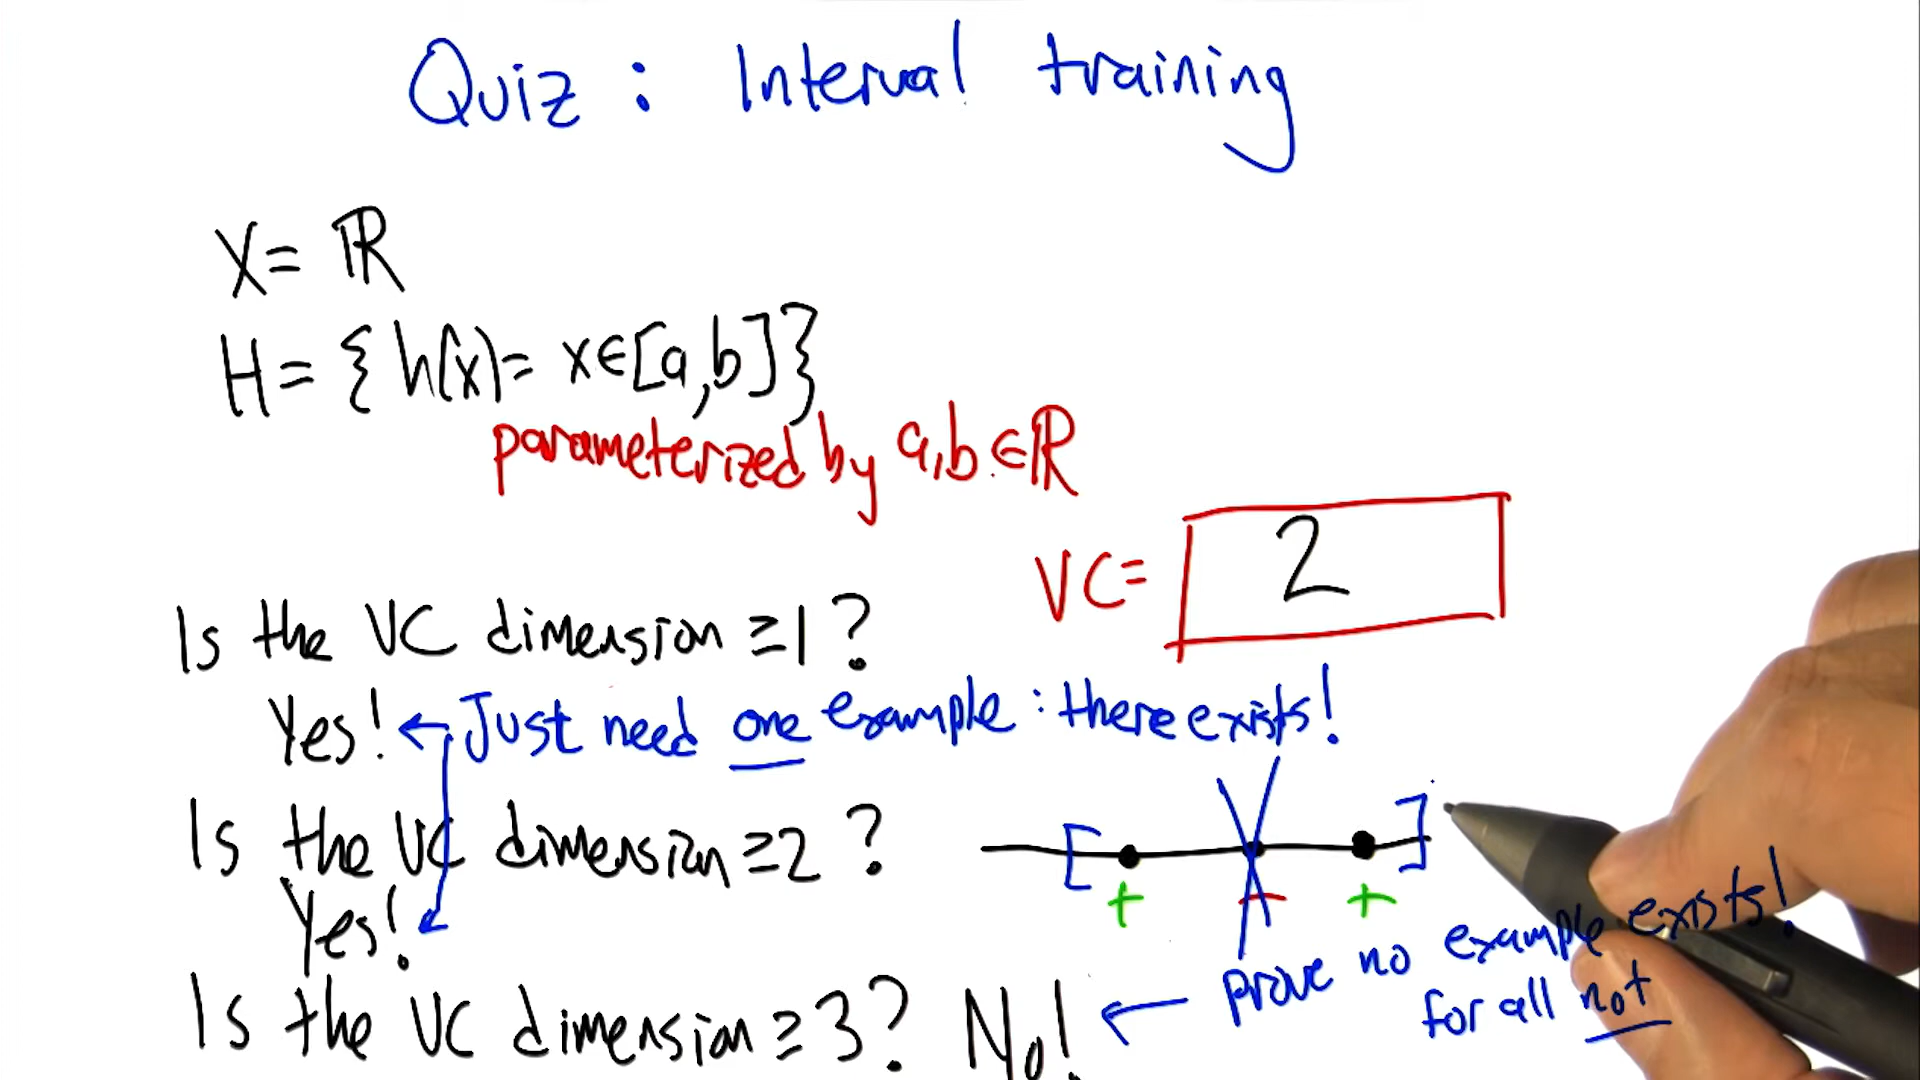 Quiz: Interval training
X= ℝ
H= { h(x)= x∈[a,b]}
parameterized by a,b∈ℝ
VC= 2
Is the VC dimension ≥1?
Yes! ← Just need one example: there exists!
Is the VC dimension ≥2?
Yes!
[ ]
+ - +
Is the VC dimension ≥3? No! ← prove no example exists!
for all not